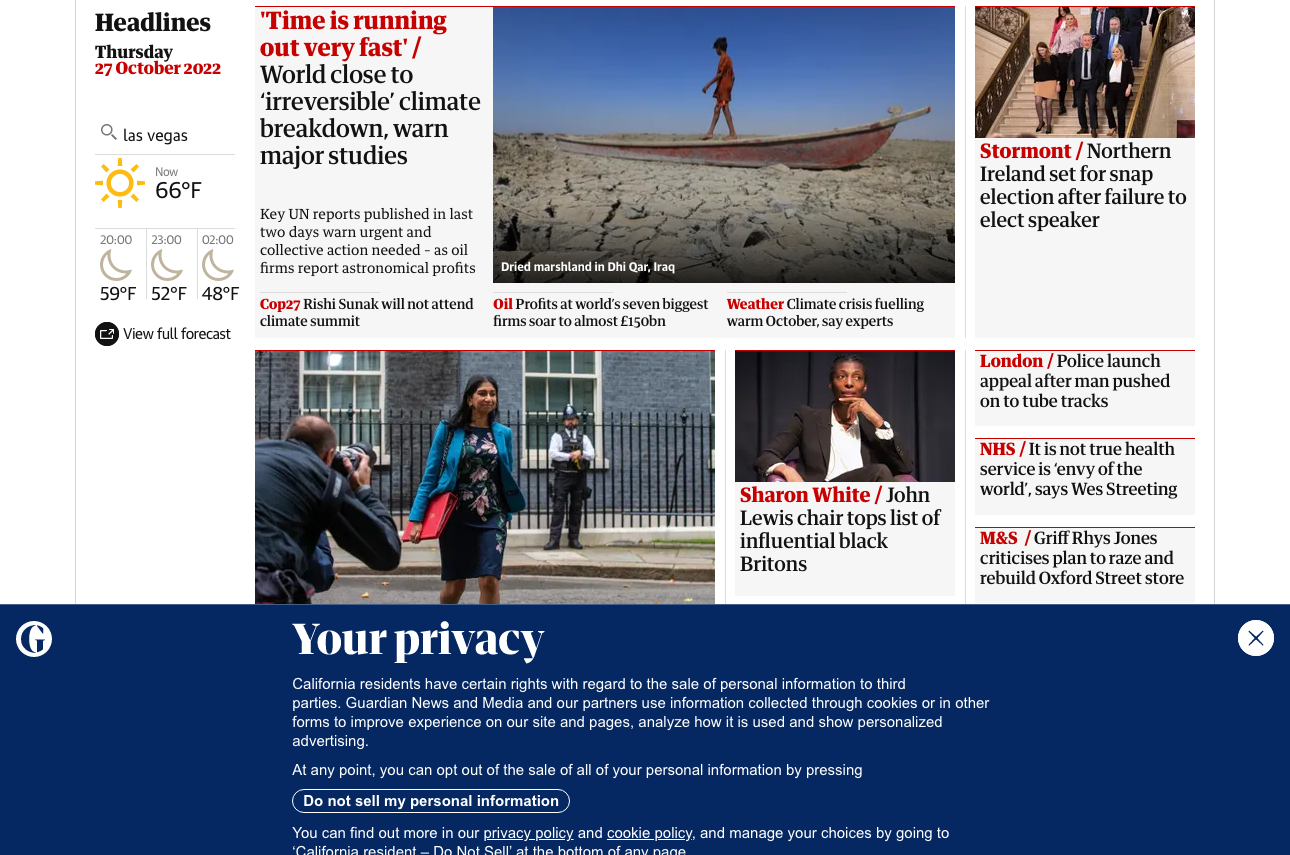 Headlines
Thursday
27 October 2022
las vegas
Now
66°F
20:00
23:00
02:00
59°F
52°F
48°F
View full forecast
'Time is running
out very fast' /
World close to
‘irreversible’ climate
breakdown, warn
major studies
Key UN reports published in last
two days warn urgent and
collective action needed – as oil
firms report astronomical profits
Dried marshland in Dhi Qar, Iraq
Cop27 Rishi Sunak will not attend
climate summit
Oil Profits at world’s seven biggest
firms soar to almost £150bn
Weather Climate crisis fuelling
warm October, say experts
Stormont / Northern
Ireland set for snap
election after failure to
elect speaker
Sharon White / John
Lewis chair tops list of
influential black
Britons
London / Police launch
appeal after man pushed
on to tube tracks
NHS / It is not true health
service is ‘envy of the
world’, says Wes Streeting
M&S / Griff Rhys Jones
criticises plan to raze and
rebuild Oxford Street store
G
Your privacy
California residents have certain rights with regard to the sale of personal information to third
parties. Guardian News and Media and our partners use information collected through cookies or in other
forms to improve experience on our site and pages, analyze how it is used and show personalized
advertising.
At any point, you can opt out of the sale of all of your personal information by pressing
Do not sell my personal information
You can find out more in our privacy policy and cookie policy, and manage your choices by going to
‘California resident – Do Not Sell’ at the bottom of any page.